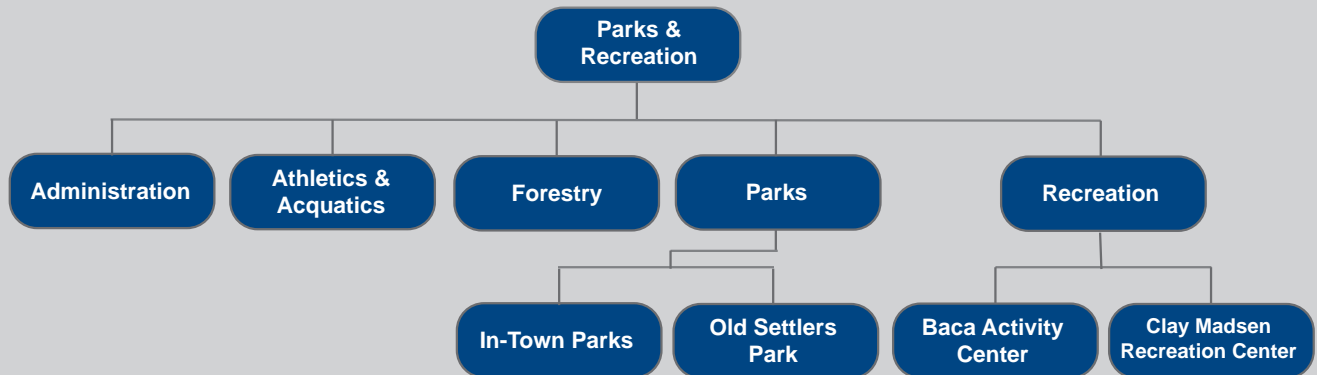 Parks &
Recreation
Administration
Athletics &
Acquatics
Forestry
Parks
Recreation
In-Town Parks
Old Settlers
Park
Baca Activity
Center
Clay Madsen
Recreation Center